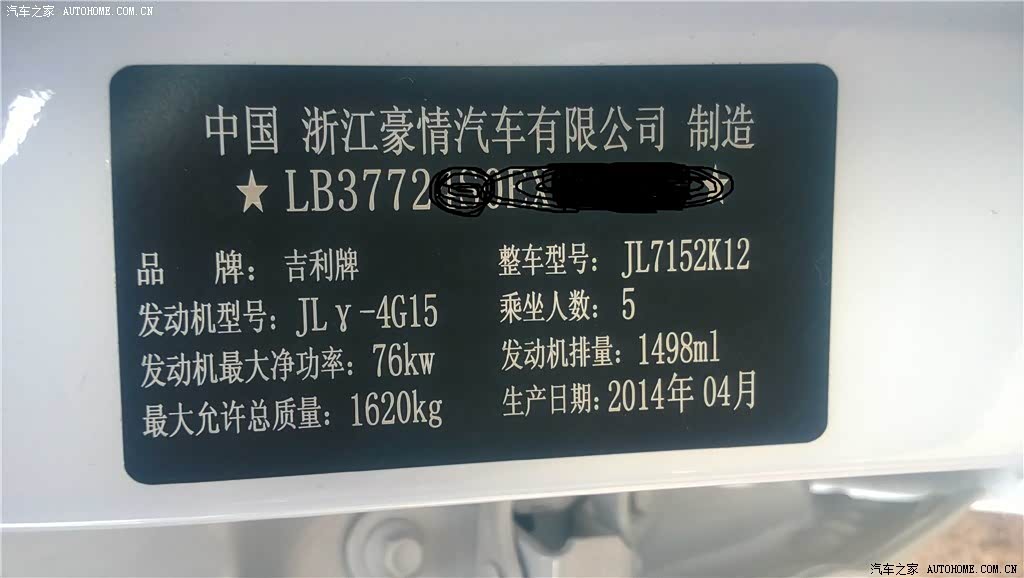 汽车之家 AUTOHOME.COM.CN
中国 浙江豪情汽车有限公司 制造
★LB3772 ★
品 牌：吉利牌 整车型号：JL7152K12
发动机型号：JLγ-4G15 乘坐人数：5
发动机最大净功率：76kw 发动机排量：1498ml
最大允许总质量：1620kg 生产日期：2014年04月
汽车之家 AUTOHOME.COM.CN